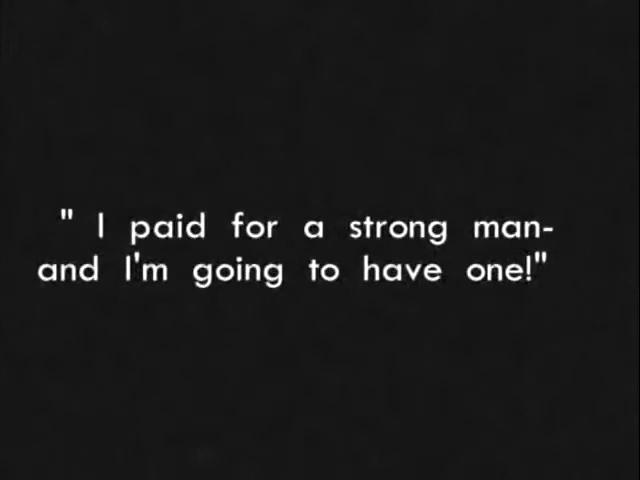 " I paid for a strong man-
and I'm going to have one!"